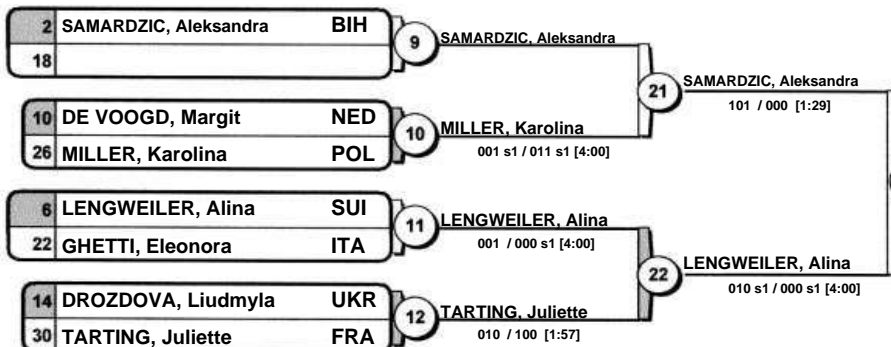 2 SAMARDZIC, Aleksandra BIH
18
9
SAMARDZIC, Aleksandra
10 DE VOOGD, Margit NED
26 MILLER, Karolina POL
10
MILLER, Karolina
001 s1 / 011 s1 [4:00]
21
SAMARDZIC, Aleksandra
101 / 000 [1:29]
6 LENGWEILER, Alina SUI
22 GHETTI, Eleonora ITA
11
LENGWEILER, Alina
001 / 000 s1 [4:00]
14 DROZDOVA, Liudmyla UKR
30 TARTING, Juliette FRA
12
TARTING, Juliette
010 / 100 [1:57]
22
LENGWEILER, Alina
010 s1 / 000 s1 [4:00]